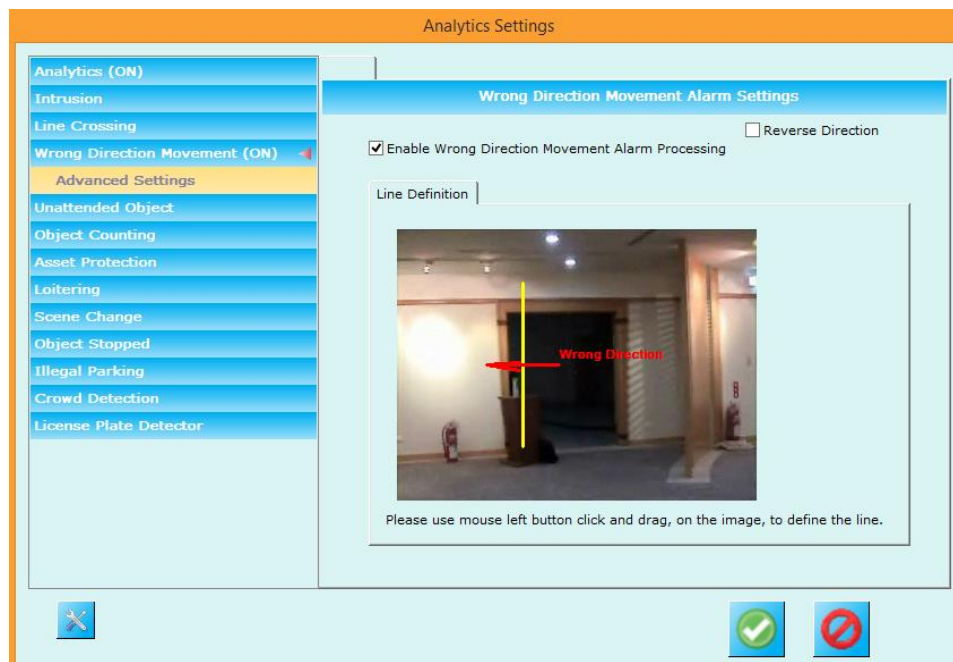 Analytics Settings
Analytics (ON)
Intrusion
Line Crossing
Wrong Direction Movement (ON)
Advanced Settings
Unattended Object
Object Counting
Asset Protection
Loitering
Scene Change
Object Stopped
Illegal Parking
Crowd Detection
License Plate Detector
Wrong Direction Movement Alarm Settings
Reverse Direction
Enable Wrong Direction Movement Alarm Processing
Line Definition
Wrong Direction
Please use mouse left button click and drag, on the image, to define the line.